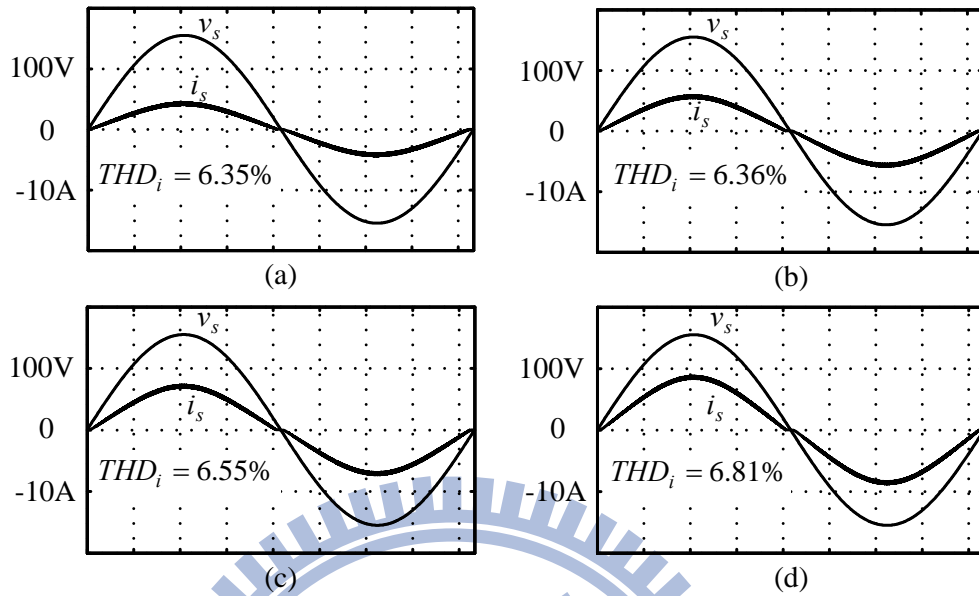 v_s
100V
i_s
0
THD_i = 6.35%
-10A
(a)
v_s
100V
i_s
0
THD_i = 6.36%
-10A
(b)
v_s
100V
i_s
0
THD_i = 6.55%
-10A
(c)
v_s
100V
i_s
0
THD_i = 6.81%
-10A
(d)